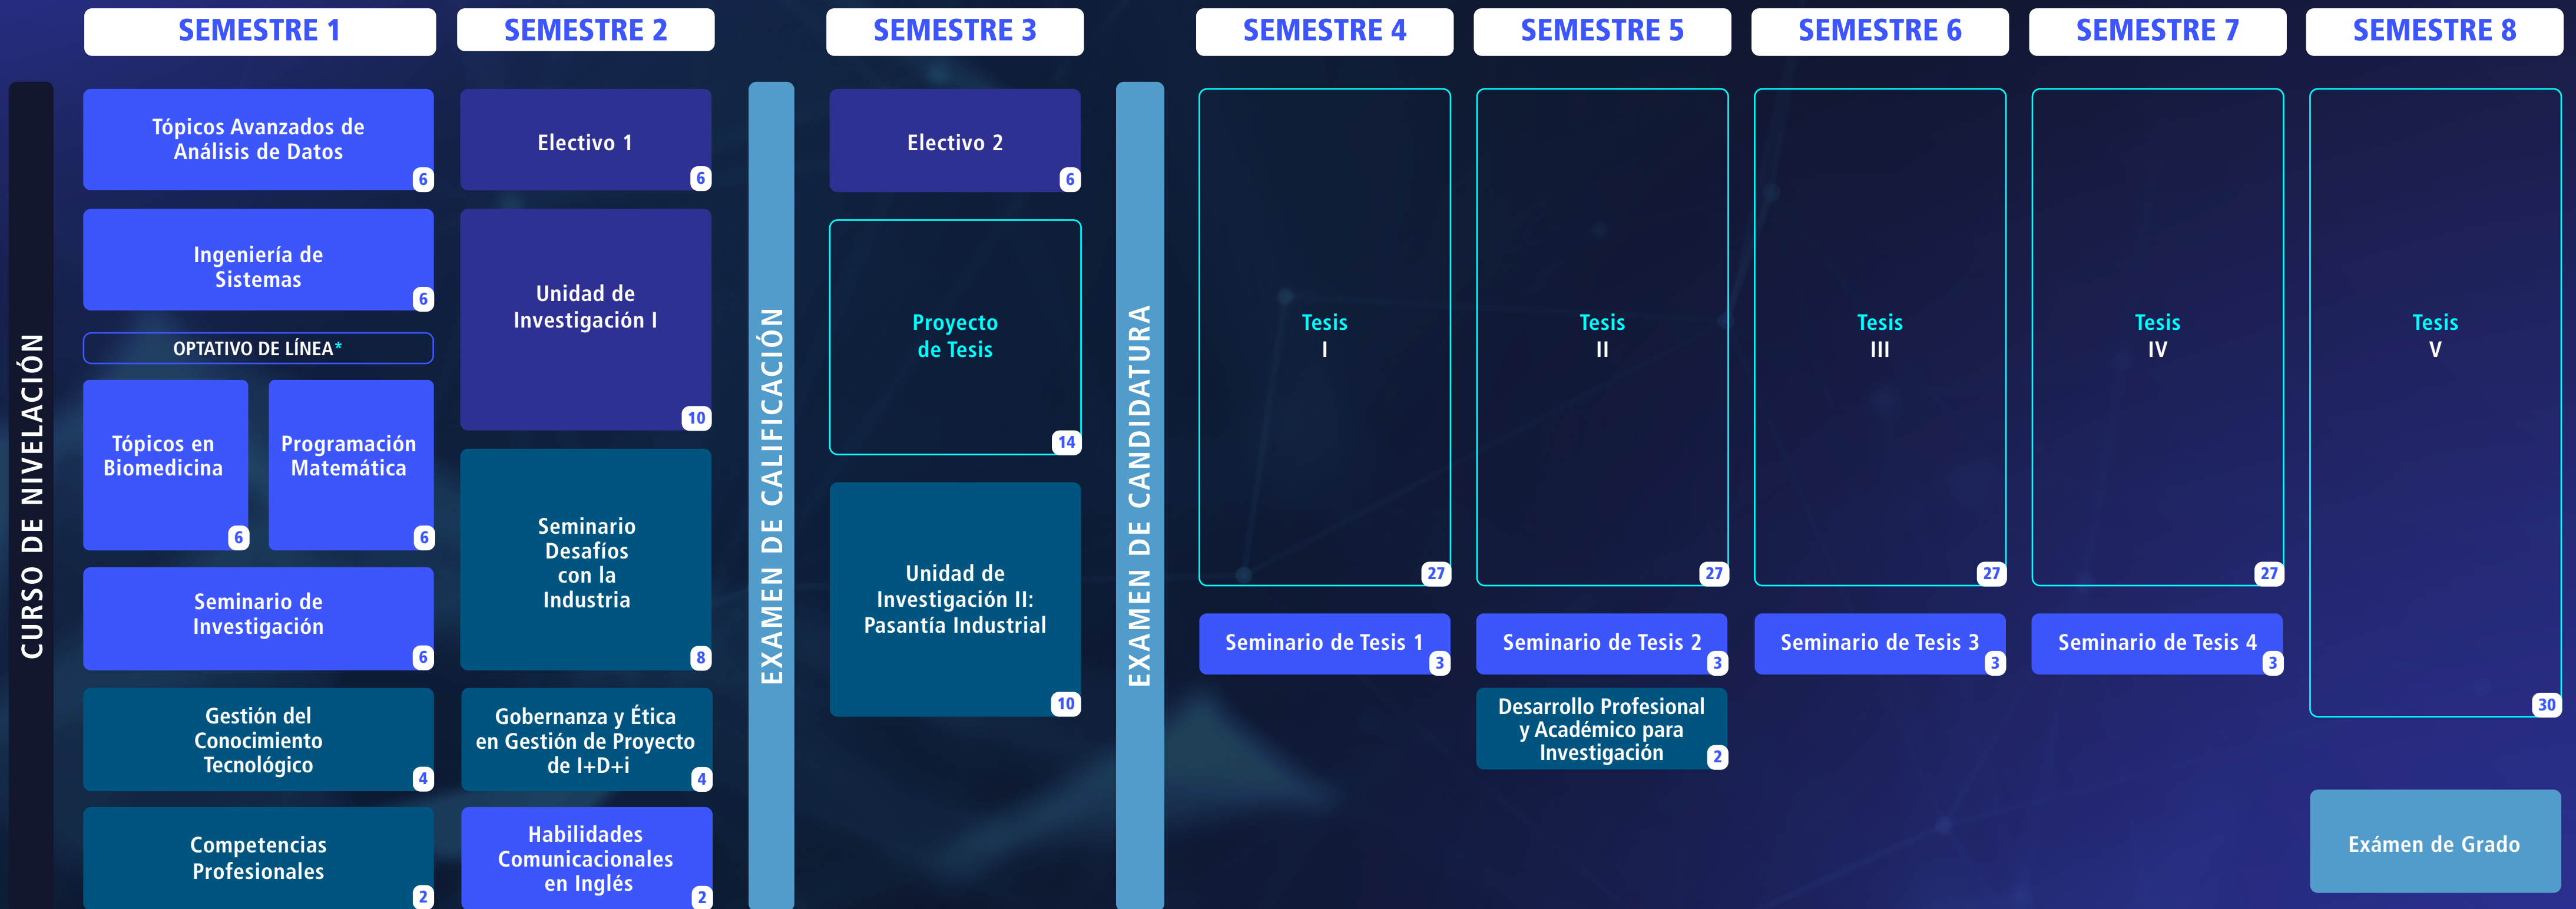 SEMESTRE 1
SEMESTRE 2
SEMESTRE 3
SEMESTRE 4
SEMESTRE 5
SEMESTRE 6
SEMESTRE 7
SEMESTRE 8
CURSO DE NIVELACIÓN
Tópicos Avanzados de
Análisis de Datos
6
Ingeniería de
Sistemas
6
OPTATIVO DE LÍNEA*
Tópicos en
Biomedicina
6
Programación
Matemática
6
Seminario de
Investigación
6
Gestión del
Conocimiento
Tecnológico
4
Competencias
Profesionales
2
Electivo 1
6
Unidad de
Investigación I
10
Seminario
Desafíos
con la
Industria
8
Gobernanza y Ética
en Gestión de Proyecto
de I+D+i
4
Habilidades
Comunicacionales
en Inglés
2
EXAMEN DE CALIFICACIÓN
Electivo 2
6
Proyecto
de Tesis
14
Unidad de
Investigación II:
Pasantía Industrial
10
EXAMEN DE CANDIDATURA
Tesis
I
27
Seminario de Tesis 1
3
Tesis
II
27
Seminario de Tesis 2
3
Desarrollo Profesional
y Académico para
Investigación
2
Tesis
III
27
Seminario de Tesis 3
3
Tesis
IV
27
Seminario de Tesis 4
3
Tesis
V
30
Exámen de Grado